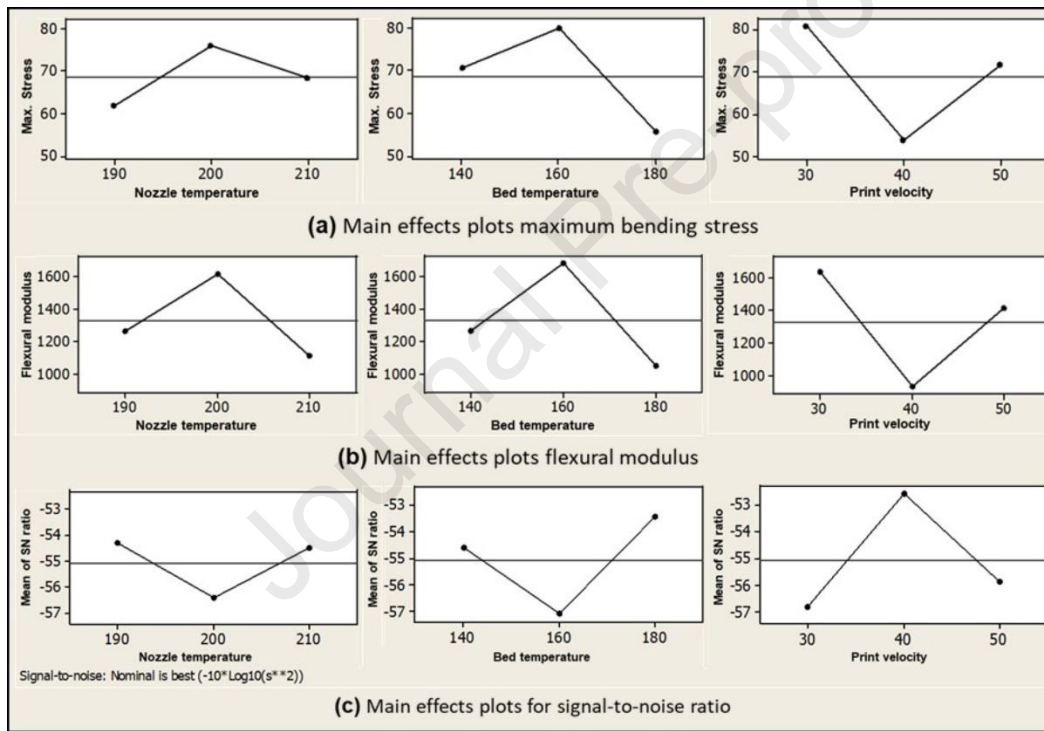 80
70
60
50
Max. Stress
190 200 210
Nozzle temperature
80
70
60
50
Max. Stress
140 160 180
Bed temperature
80
70
60
50
Max. Stress
30 40 50
Print velocity
(a) Main effects plots maximum bending stress
1600
1400
1200
1000
Flexural modulus
190 200 210
Nozzle temperature
1600
1400
1200
1000
Flexural modulus
140 160 180
Bed temperature
1600
1400
1200
1000
Flexural modulus
30 40 50
Print velocity
(b) Main effects plots flexural modulus
-53
-54
-55
-56
-57
Mean of SN ratio
190 200 210
Nozzle temperature
-53
-54
-55
-56
-57
Mean of SN ratio
140 160 180
Bed temperature
-53
-54
-55
-56
-57
Mean of SN ratio
30 40 50
Print velocity
Signal-to-noise: Nominal is best (-10*Log10(s**2))
(c) Main effects plots for signal-to-noise ratio
Journal Pre-pro